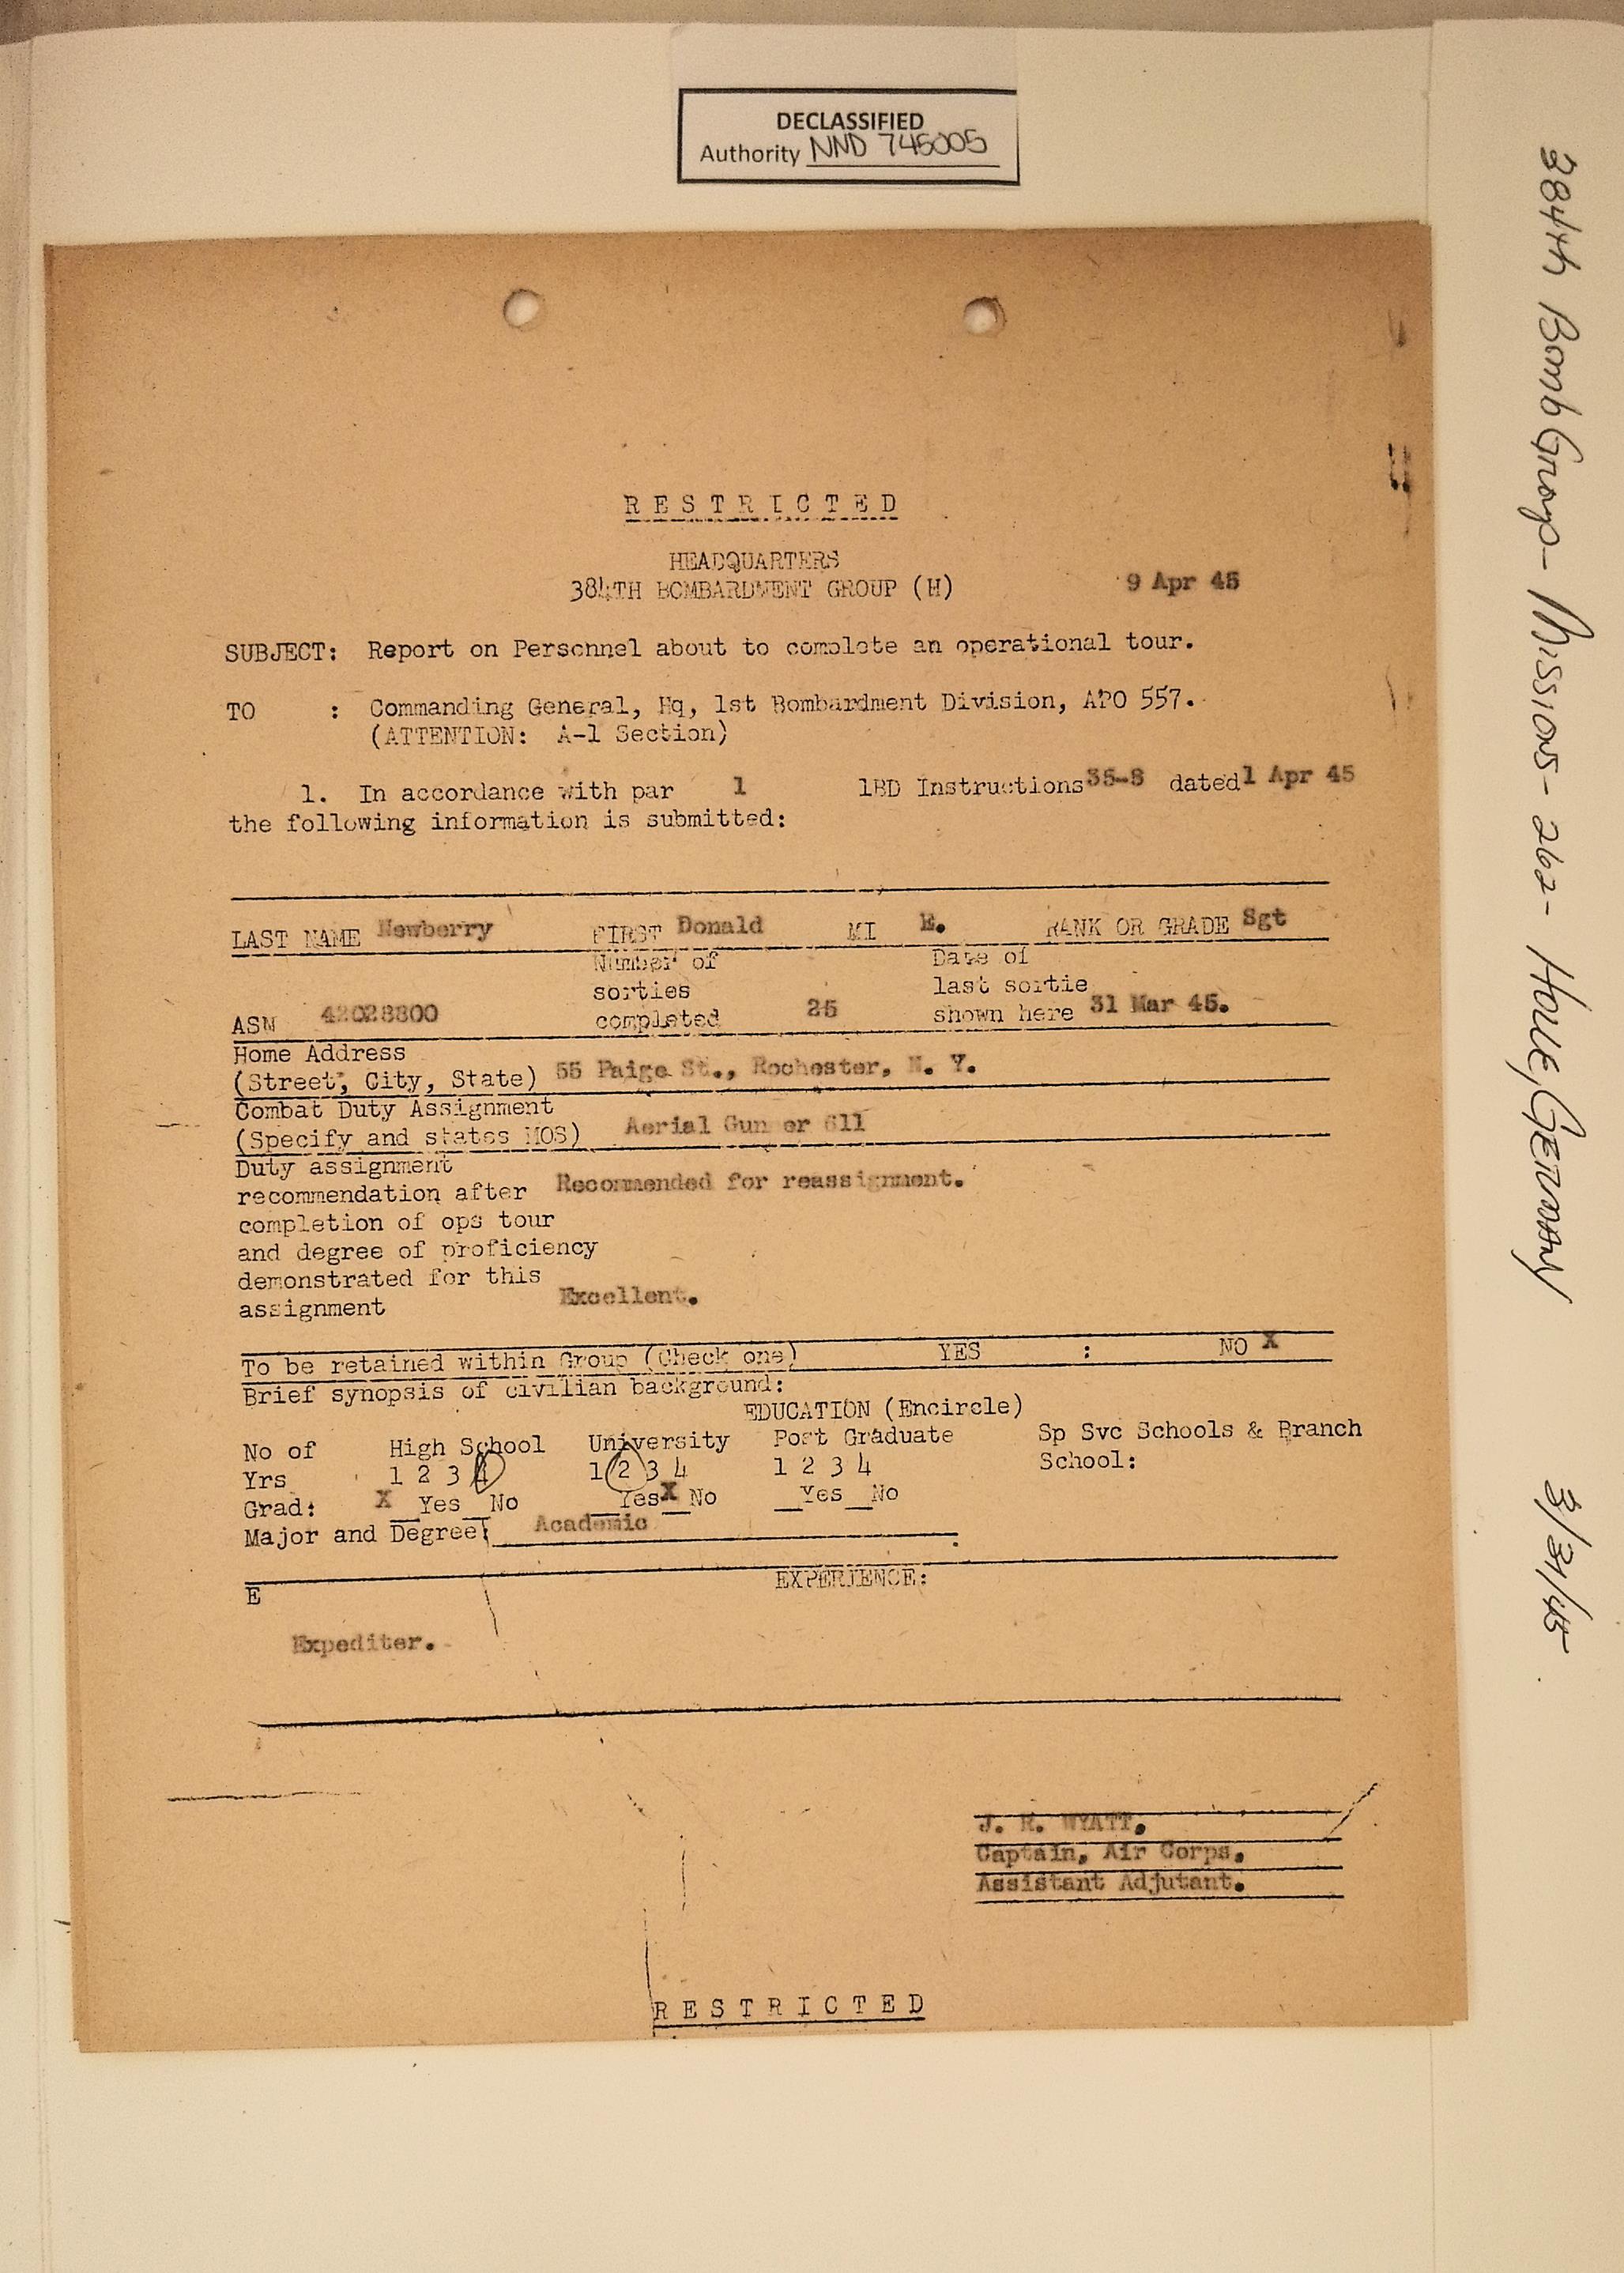 DECLASSIFIED
Authority NND 745005
R E S T R I C T E D
HEADQUARTERS
384TH BOMBARDMENT GROUP (H)
9 Apr 45
SUBJECT: Report on Personnel about to complete an operational tour.
TO : Commanding General, Hq, 1st Bombardment Division, APO 557.
(ATTENTION: A-1 Section)
1. In accordance with par 1 1BD Instructions 35-8 dated 1 Apr 45
the following information is submitted:
LAST NAME Newberry FIRST Donald MI E. RANK OR GRADE Sgt
Number of Date of
sorties last sortie
ASN 42028800 completed 25 shown here 31 Mar 45.
Home Address
(Street, City, State) 55 Paige St., Rochester, N. Y.
Combat Duty Assignment
(Specify and states MOS) Aerial Gun er 611
Duty assignment
recommendation after Recommended for reassignment.
completion of ops tour
and degree of proficiency
demonstrated for this
assignment Excellent.
To be retained within Group (Check one) YES : NO X
Brief synopsis of civilian background:
EDUCATION (Encircle)
No of High School University Post Graduate Sp Svc Schools & Branch
Yrs 1 2 3 4 1 2 3 4 1 2 3 4 School:
Grad: X Yes _No _Yes X No _Yes _No
Major and Degree: Academic .
E EXPERIENCE:
Expediter.
J. R. WYATT.
Captain, Air Corps.
Assistant Adjutant.
R E S T R I C T E D
384th Bomb Group - Missions - 262 - Halle, Germany 3/31/45